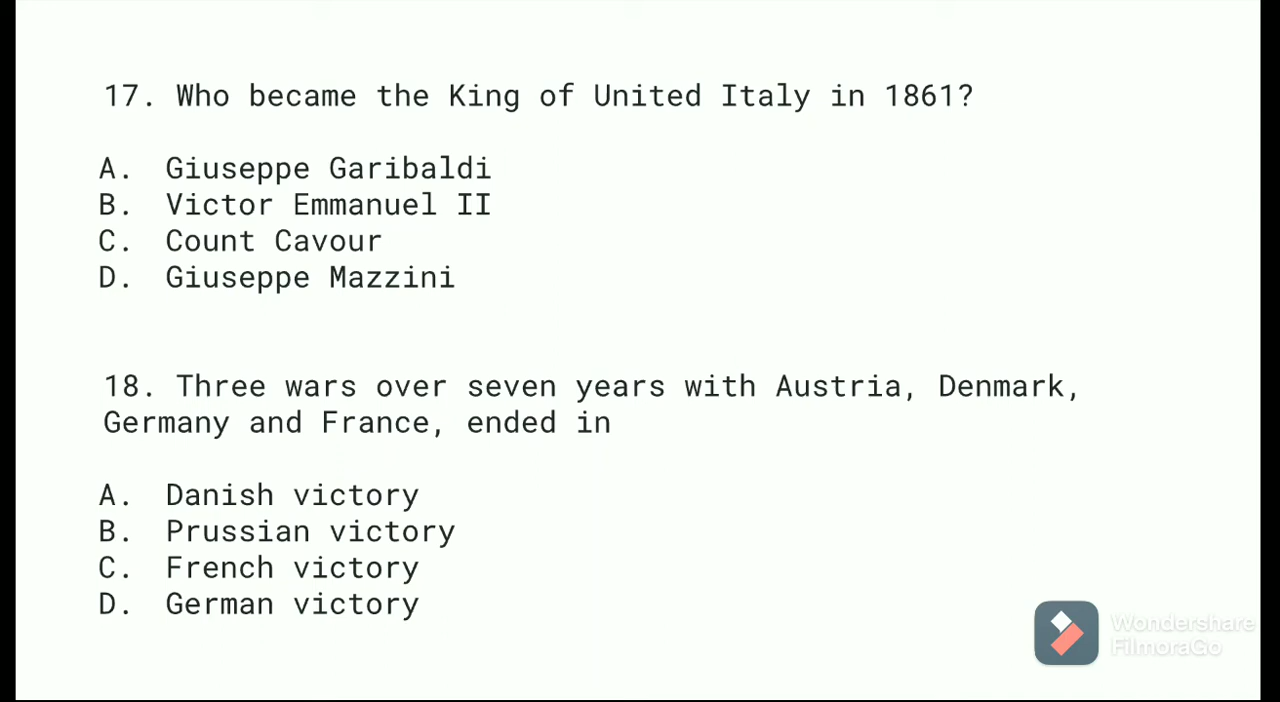 17. Who became the King of United Italy in 1861?
A. Giuseppe Garibaldi
B. Victor Emmanuel II
C. Count Cavour
D. Giuseppe Mazzini
18. Three wars over seven years with Austria, Denmark,
Germany and France, ended in
A. Danish victory
B. Prussian victory
C. French victory
D. German victory
Wondershare
FilmoraGo